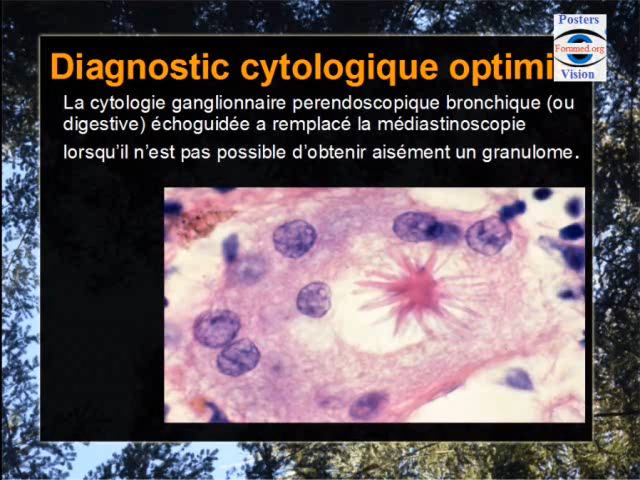 Posters
Forumed.org
Vision
Diagnostic cytologique optimi
La cytologie ganglionnaire perendoscopique bronchique (ou
digestive) échoguidée a remplacé la médiastinoscopie
lorsqu'il n'est pas possible d'obtenir aisément un granulome.